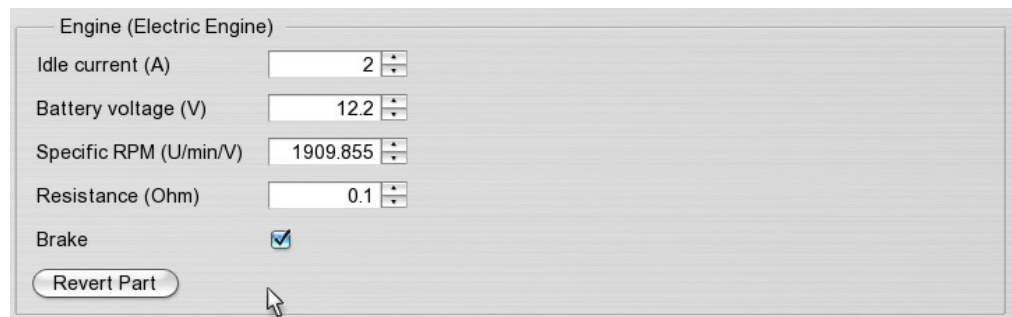 Engine (Electric Engine)
Idle current (A) 2
Battery voltage (V) 12.2
Specific RPM (U/min/V) 1909.855
Resistance (Ohm) 0.1
Brake
Revert Part